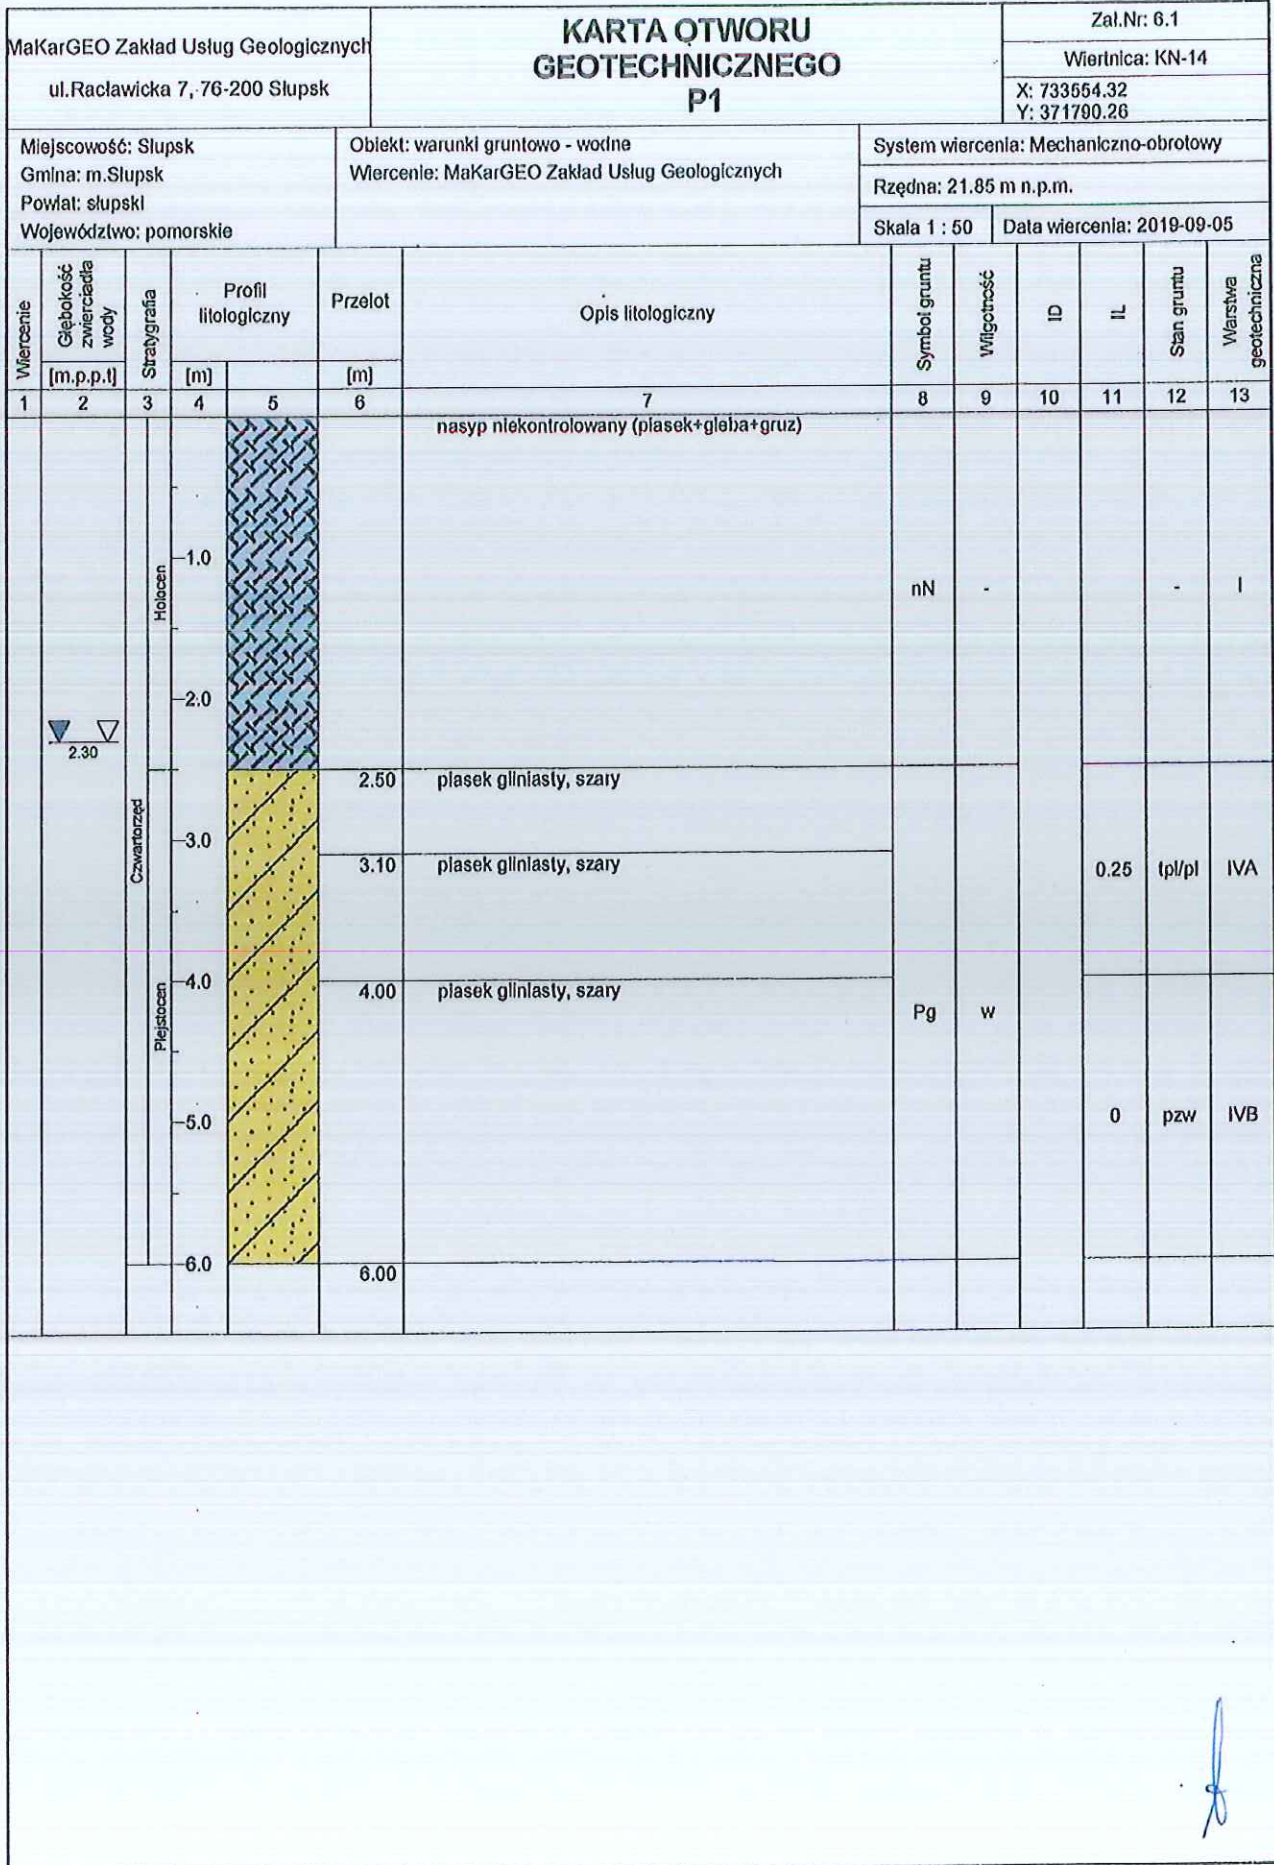 MaKarGEO Zakład Usług Geologicznych
ul.Racławicka 7, 76-200 Słupsk
KARTA OTWORU
GEOTECHNICZNEGO
P1
Zał.Nr: 6.1
Wiertnica: KN-14
X: 733554.32
Y: 371790.26
Miejscowość: Słupsk
Gmina: m.Słupsk
Powiat: słupski
Województwo: pomorskie
Obiekt: warunki gruntowo - wodne
Wiercenie: MaKarGEO Zakład Usług Geologicznych
System wiercenia: Mechaniczno-obrotowy
Rzędna: 21.85 m n.p.m.
Skala 1 : 50
Data wiercenia: 2019-09-05
Wiercenie
Głębokość zwierciadła wody
[m.p.p.t]
Stratygrafia
Profil litologiczny
[m]
Przelot
[m]
Opis litologiczny
Symbol gruntu
Wilgotność
ID
IL
Stan gruntu
Warstwa geotechniczna
1 2 3 4 5 6 7 8 9 10 11 12 13
nasyp niekontrolowany (piasek+gleba+gruz)
-1.0
Holocen
nN - - I
-2.0
2.30
2.50 piasek gliniasty, szary
Czwartorzęd
-3.0
3.10 piasek gliniasty, szary
0.25 tpl/pl IVA
-4.0
4.00 piasek gliniasty, szary
Plejstocen
Pg w
-5.0
0 pzw IVB
-6.0
6.00